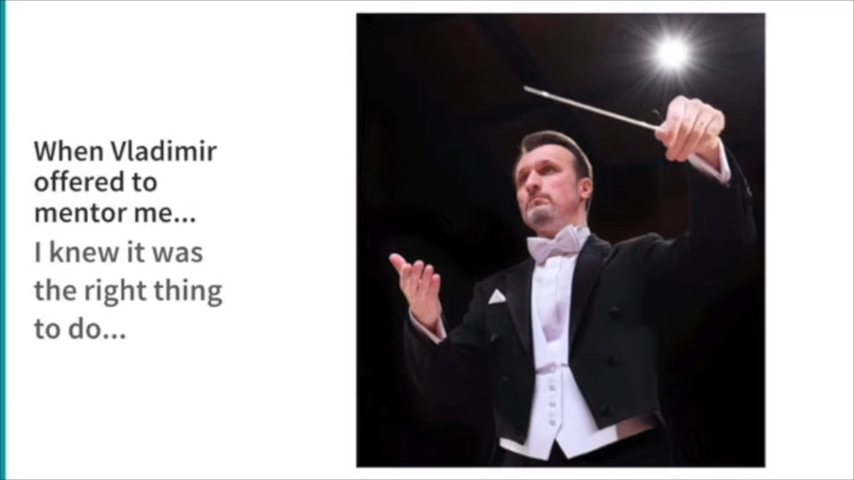 When Vladimir
offered to
mentor me...
I knew it was
the right thing
to do...